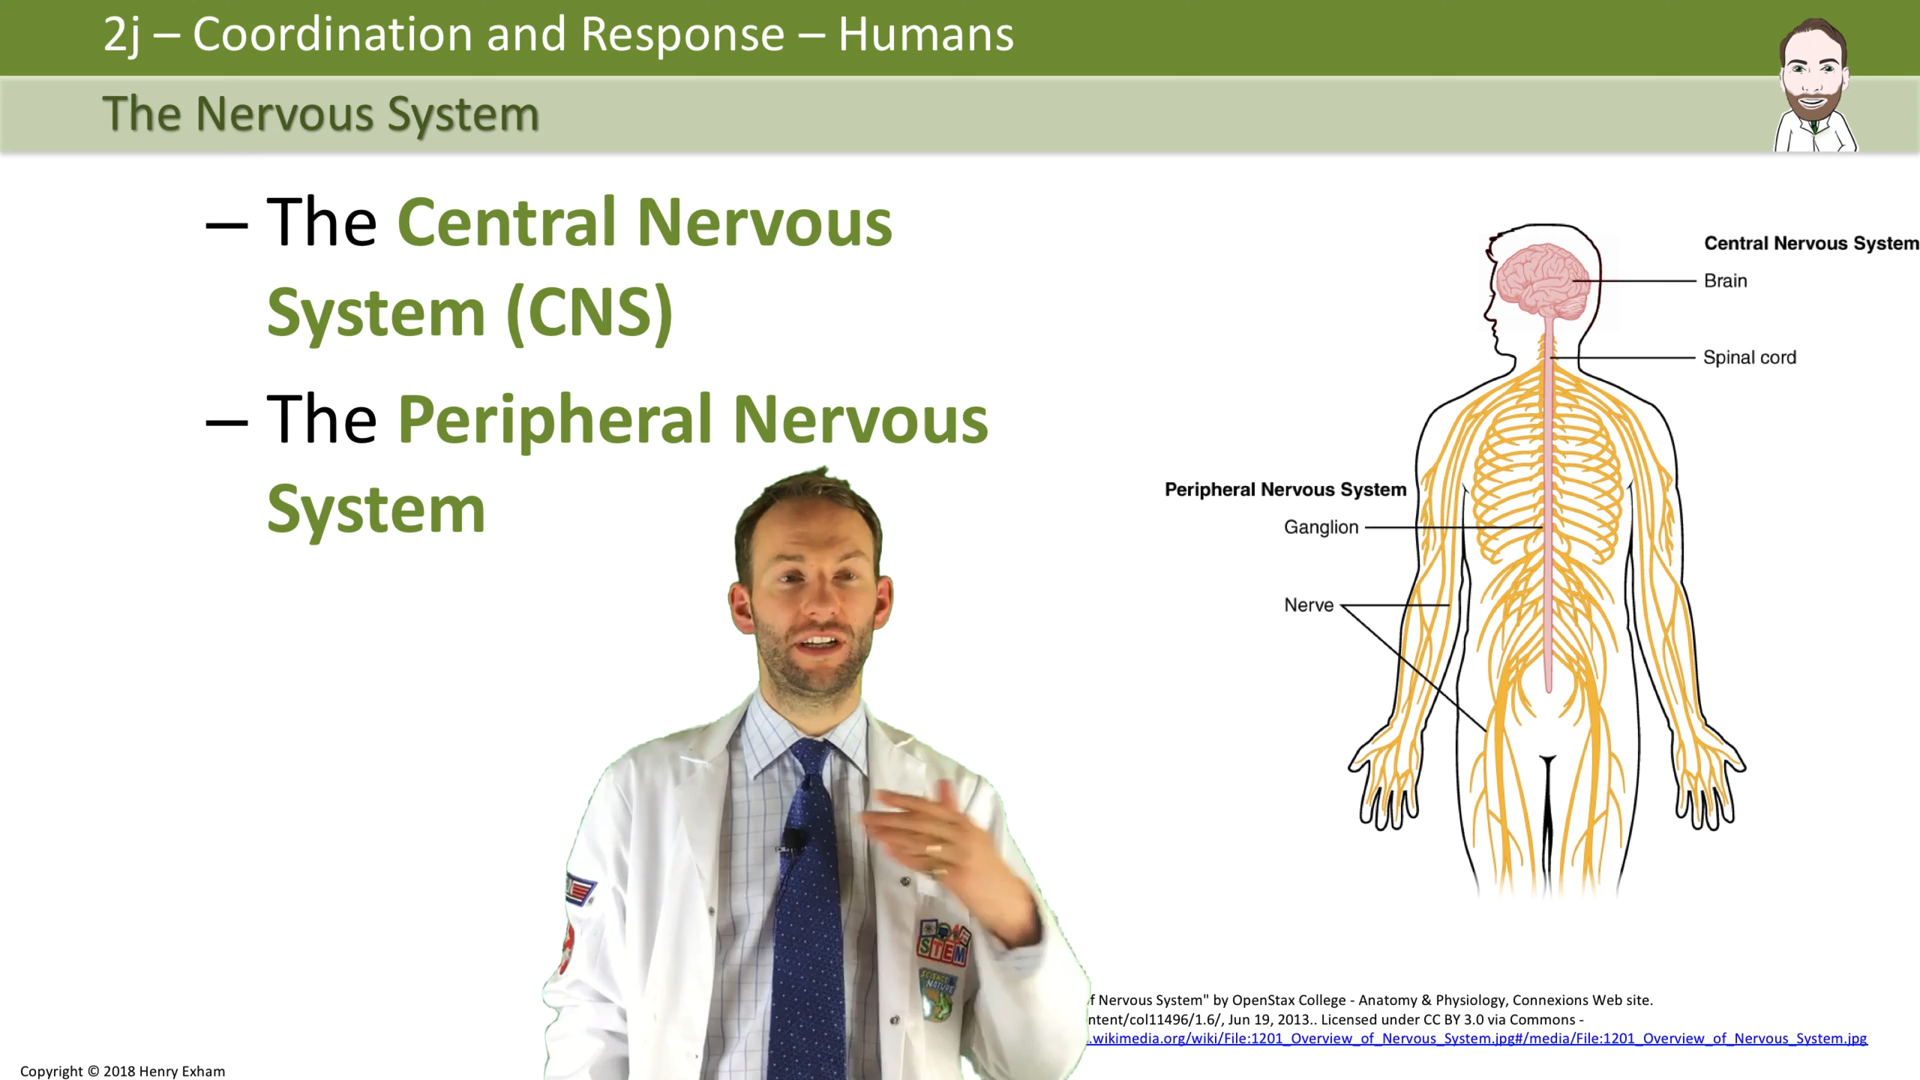 2j – Coordination and Response – Humans
The Nervous System
– The Central Nervous
System (CNS)
– The Peripheral Nervous
System
Central Nervous System
Brain
Spinal cord
Peripheral Nervous System
Ganglion
Nerve
STEM
SCIENCE
NATURE
Nervous System" by OpenStax College - Anatomy & Physiology, Connexions Web site.
/col11496/1.6/, Jun 19, 2013.. Licensed under CC BY 3.0 via Commons -
.wikimedia.org/wiki/File:1201_Overview_of_Nervous_System.jpg#/media/File:1201_Overview_of_Nervous_System.jpg
Copyright © 2018 Henry Exham